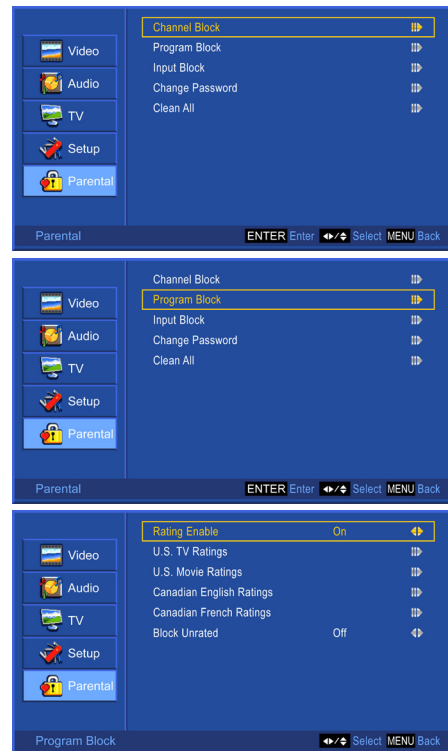 Video
Audio
TV
Setup
Parental
Channel Block
Program Block
Input Block
Change Password
Clean All
Parental ENTER Enter Select MENU Back
Video
Audio
TV
Setup
Parental
Channel Block
Program Block
Input Block
Change Password
Clean All
Parental ENTER Enter Select MENU Back
Video
Audio
TV
Setup
Parental
Rating Enable On
U.S. TV Ratings
U.S. Movie Ratings
Canadian English Ratings
Canadian French Ratings
Block Unrated Off
Program Block Select MENU Back